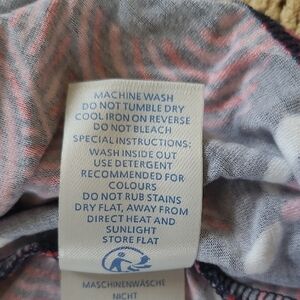 MACHINE WASH
DO NOT TUMBLE DRY
COOL IRON ON REVERSE
DO NOT BLEACH
SPECIAL INSTRUCTIONS:
WASH INSIDE OUT
USE DETERGENT
RECOMMENDED FOR
COLOURS
DO NOT RUB STAINS
DRY FLAT, AWAY FROM
DIRECT HEAT AND
SUNLIGHT
STORE FLAT
MASCHINENWÄSCHE
NICHT